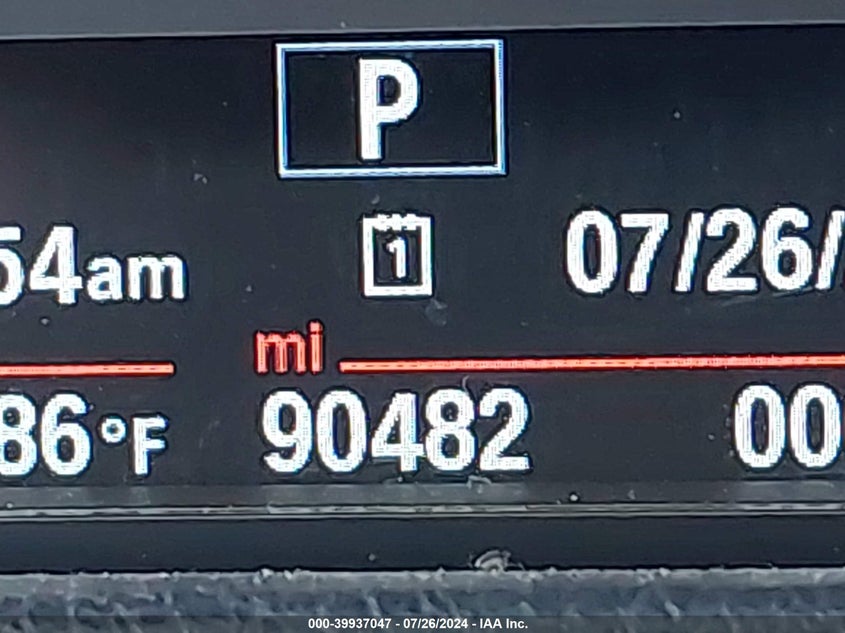 P
54am 1 07/26/
mi
86°F 90482 00
000-39937047 - 07/26/2024 - IAA Inc.